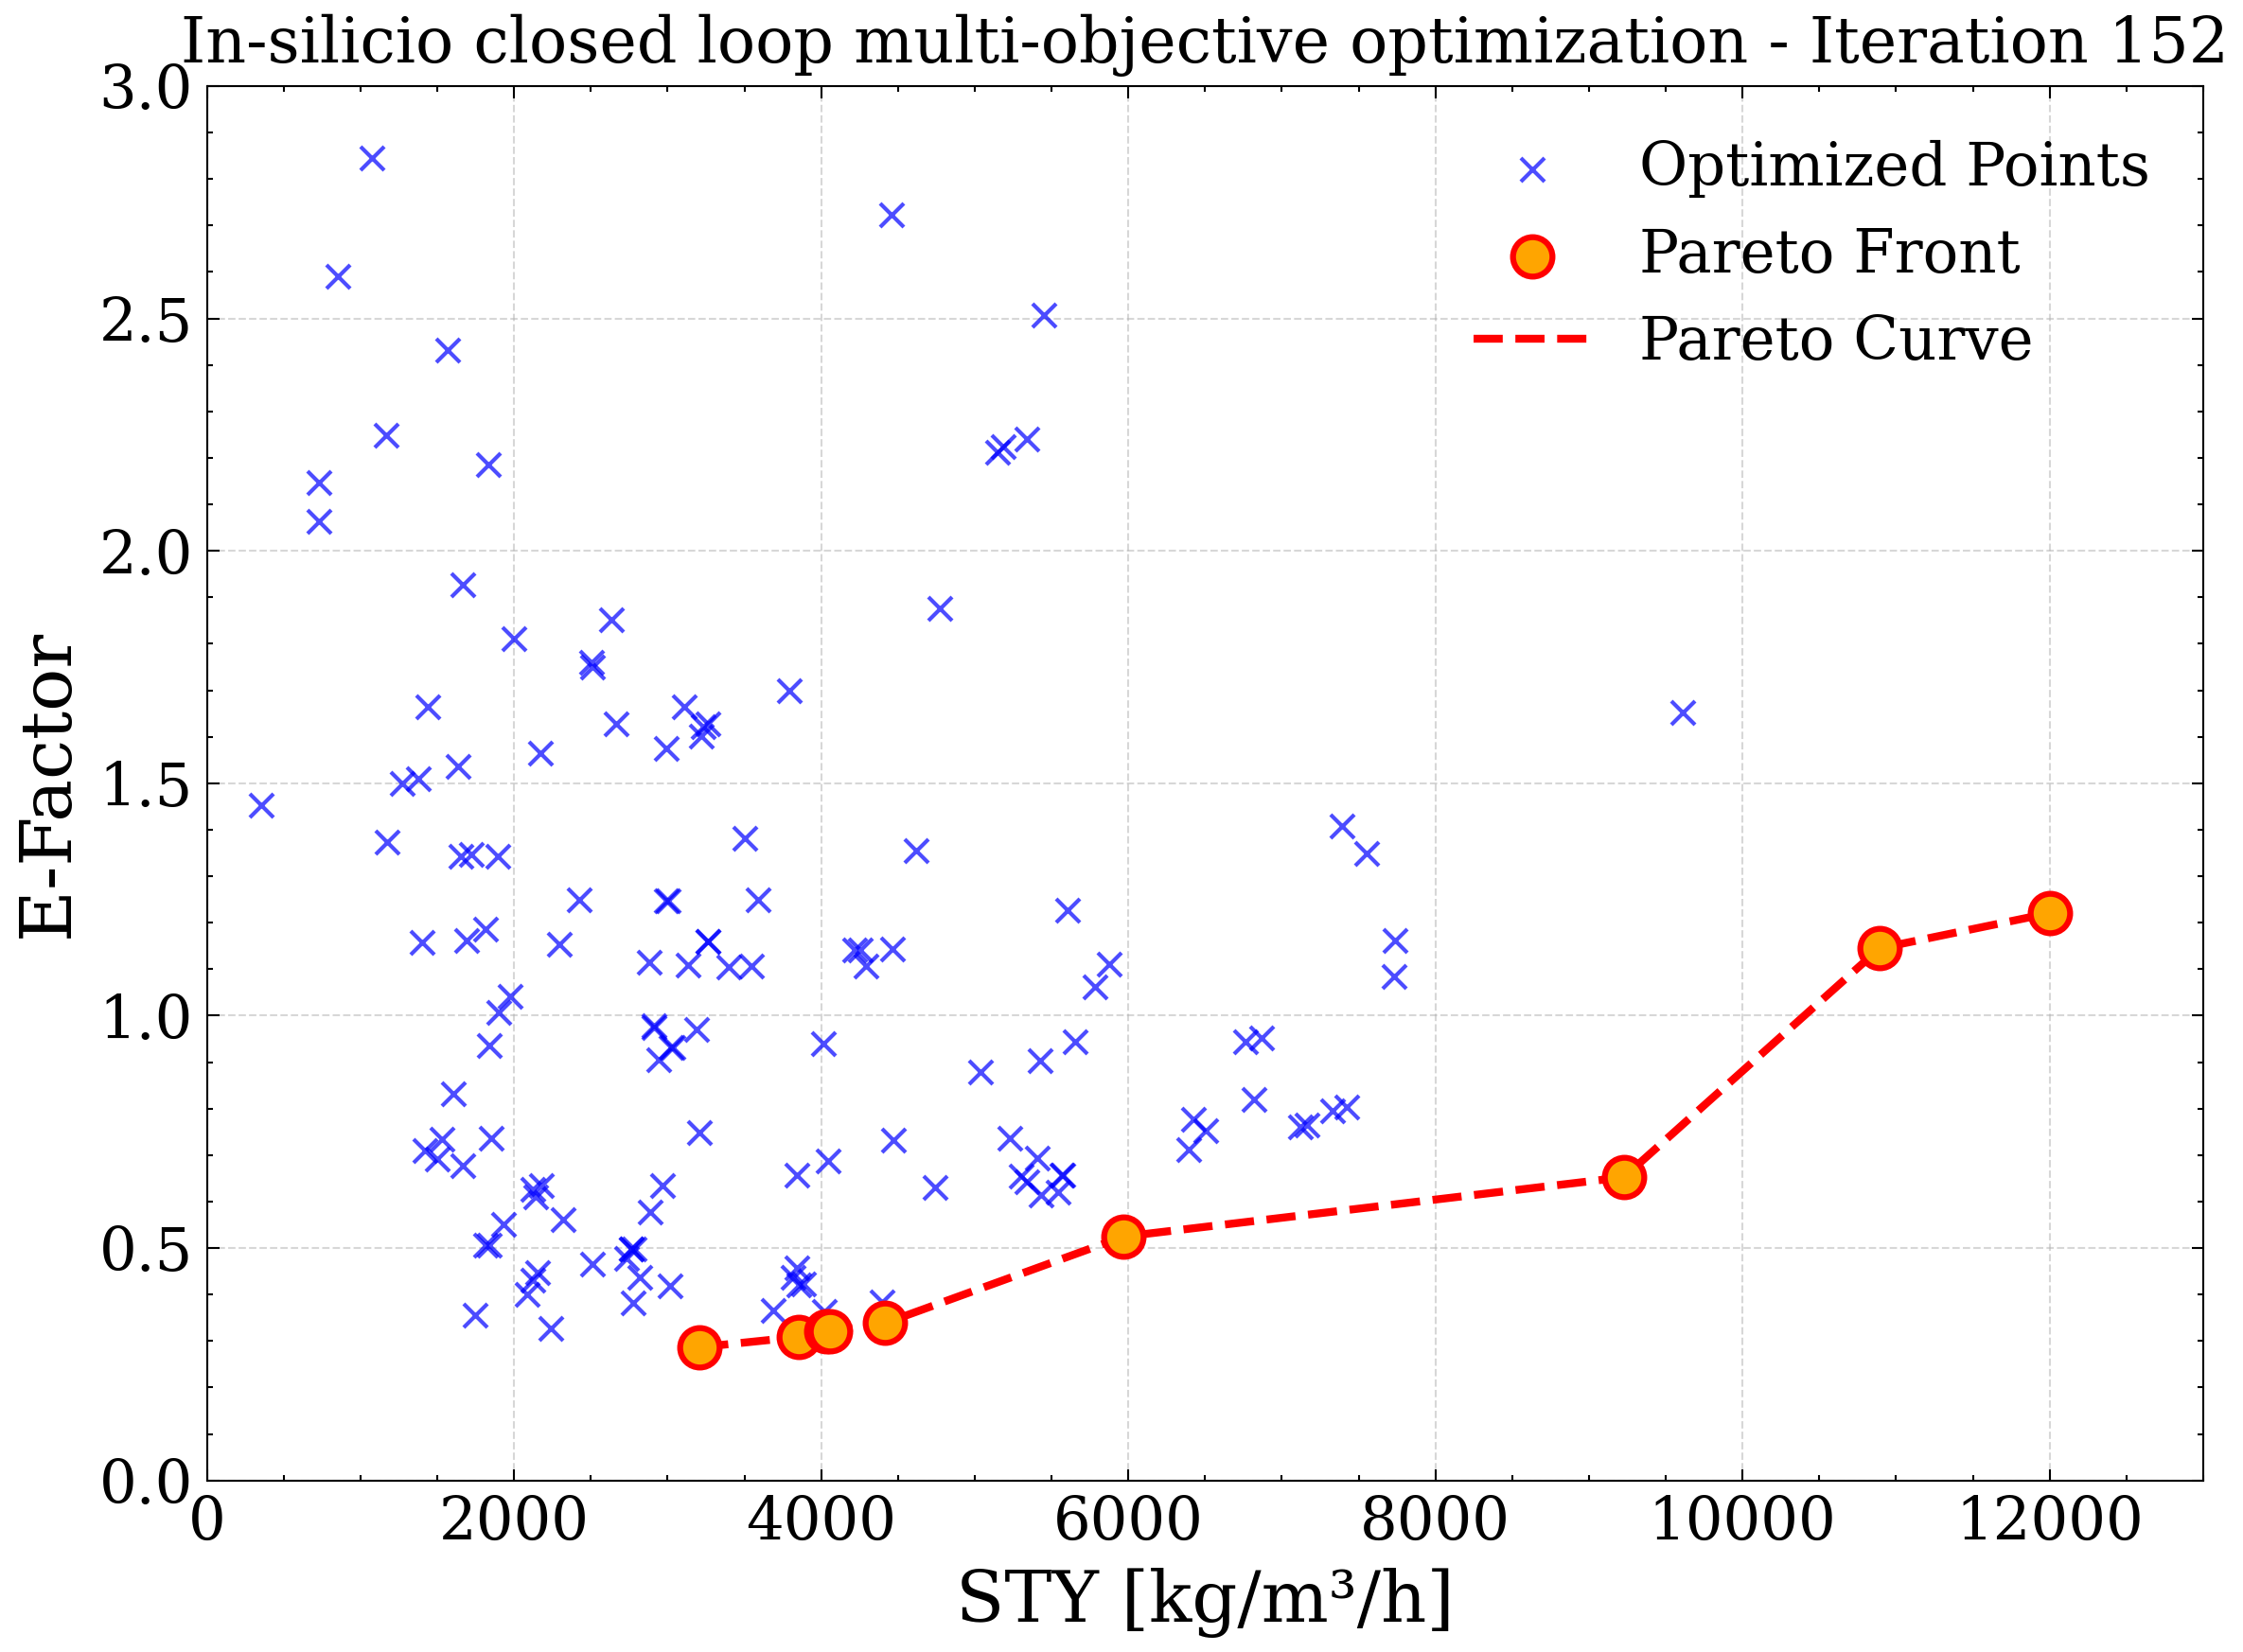 In-silicio closed loop multi-objective optimization - Iteration 152
3.0
2.5
2.0
1.5
1.0
0.5
0.0
E-Factor
Optimized Points
Pareto Front
Pareto Curve
0 2000 4000 6000 8000 10000 12000
STY [kg/m³/h]